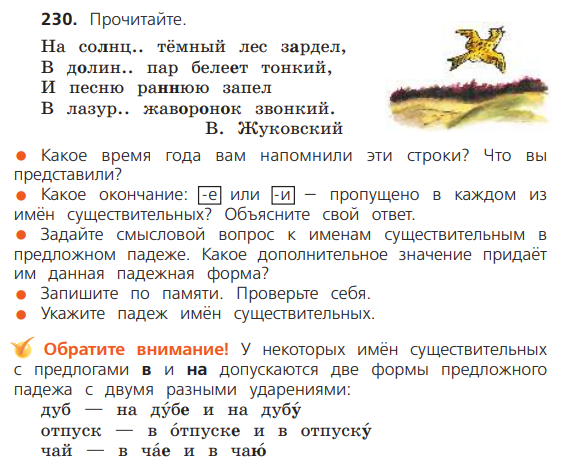 230. Прочитайте.
На солнц.. тёмный лес зардел,
В долин.. пар белеет тонкий,
И песню раннюю запел
В лазур.. жаворонок звонкий.
В. Жуковский
● Какое время года вам напомнили эти строки? Что вы
представили?
● Какое окончание: -е или -и – пропущено в каждом из
имён существительных? Объясните свой ответ.
● Задайте смысловой вопрос к именам существительным в
предложном падеже. Какое дополнительное значение придаёт
им данная падежная форма?
● Запишите по памяти. Проверьте себя.
● Укажите падеж имён существительных.
Обратите внимание! У некоторых имён существительных
с предлогами в и на допускаются две формы предложного
падежа с двумя разными ударениями:
дуб — на ду́бе и на дубу́
отпуск — в о́тпуске и в отпуску́
чай — в ча́е и в чаю́